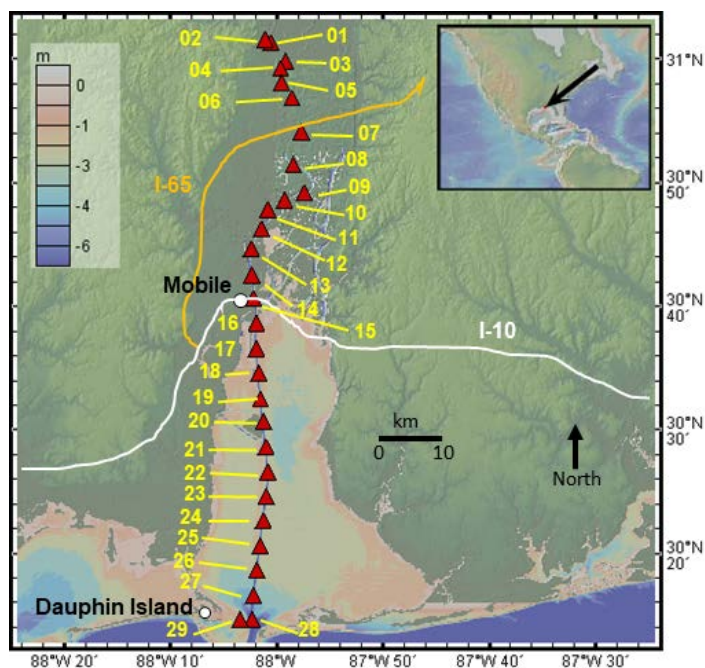 m
0
-1
-3
-4
-6
02
01
04
03
05
06
07
I-65
08
09
10
11
12
13
Mobile
14
16
15
I-10
17
18
19
20
km
0 10
North
21
22
23
24
25
26
27
Dauphin Island
29
28
31°N
30°N
50'
30°N
40'
30°N
30'
30°N
20'
88°W 20'
88°W 10'
88°W
87°W 50'
87°W 40'
87°W 30'